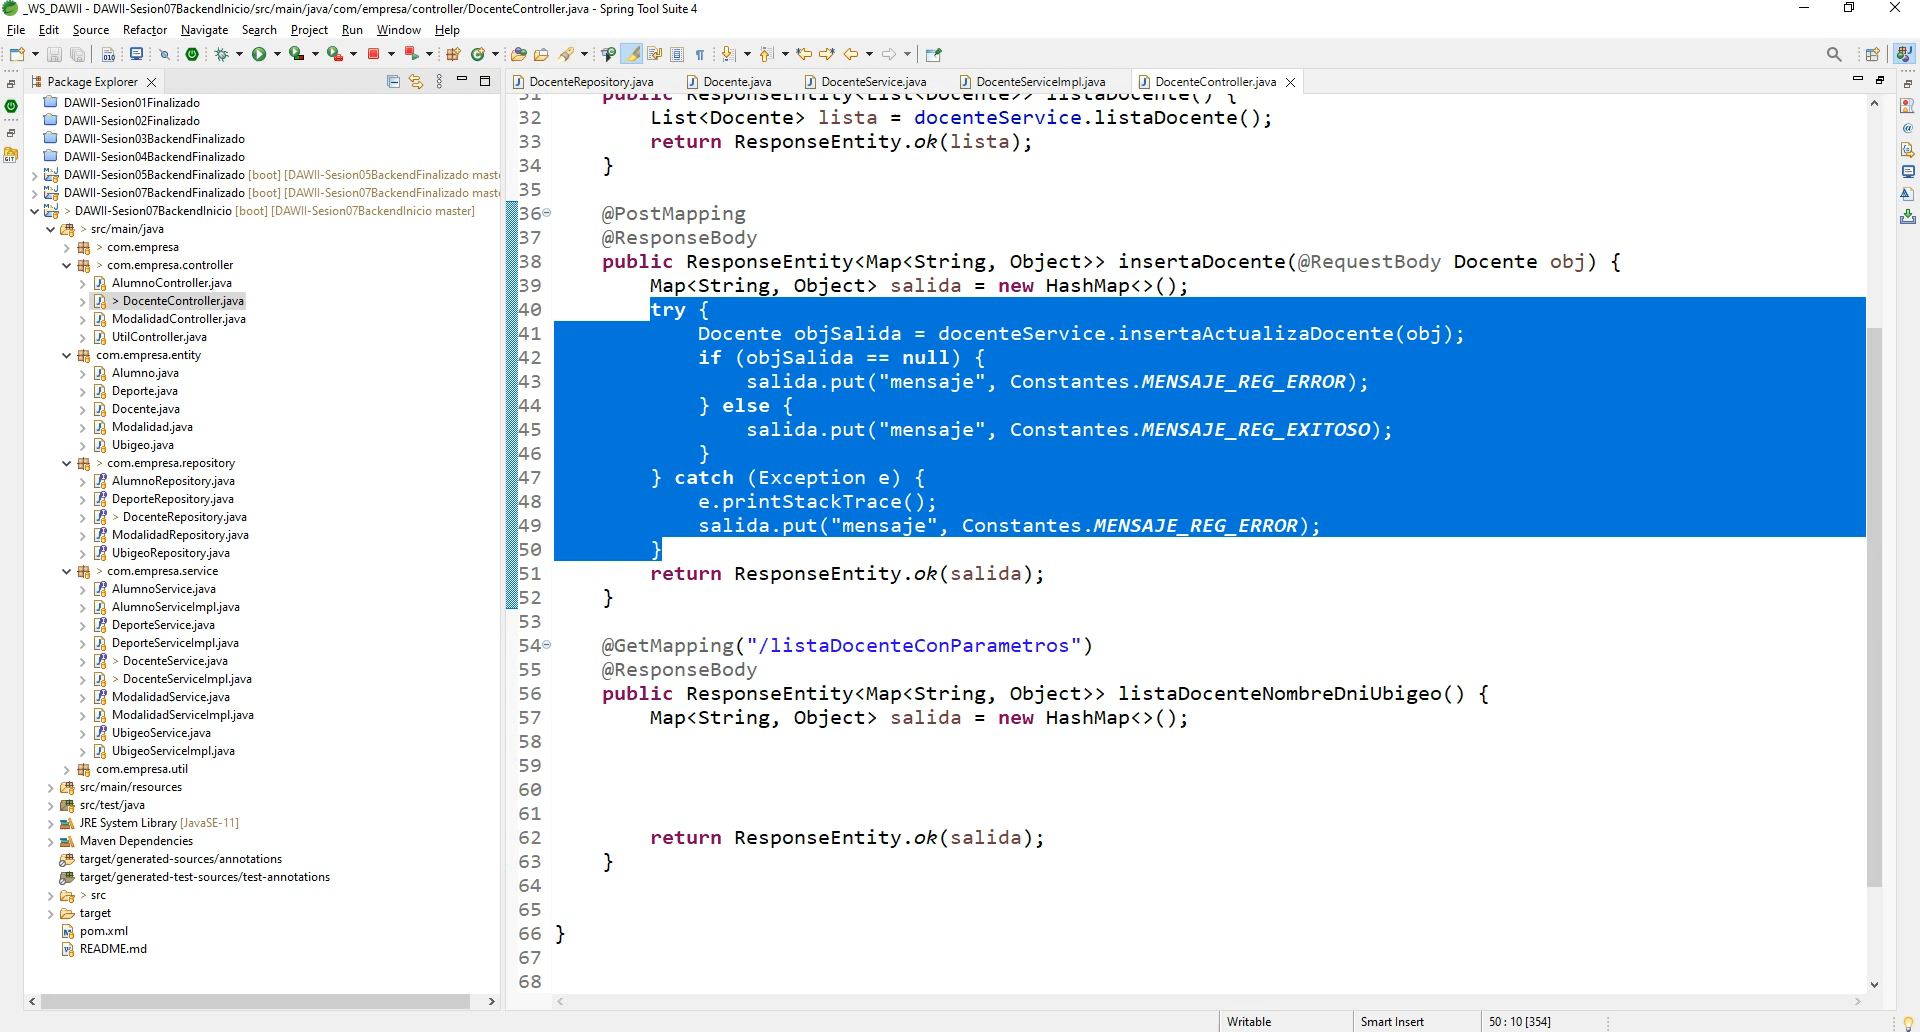 _WS_DAWII - DAWII-Sesion07BackendInicio/src/main/java/com/empresa/controller/DocenteController.java - Spring Tool Suite 4
File Edit Source Refactor Navigate Search Project Run Window Help
Package Explorer
DAWII-Sesion01Finalizado
DAWII-Sesion02Finalizado
DAWII-Sesion03BackendFinalizado
DAWII-Sesion04BackendFinalizado
DAWII-Sesion05BackendFinalizado [boot] [DAWII-Sesion05BackendFinalizado mast
DAWII-Sesion07BackendFinalizado [boot] [DAWII-Sesion07BackendFinalizado mast
> DAWII-Sesion07BackendInicio [boot] [DAWII-Sesion07BackendInicio master]
> src/main/java
> com.empresa
> com.empresa.controller
AlumnoController.java
> DocenteController.java
ModalidadController.java
UtilController.java
com.empresa.entity
Alumno.java
Deporte.java
Docente.java
Modalidad.java
Ubigeo.java
> com.empresa.repository
AlumnoRepository.java
DeporteRepository.java
> DocenteRepository.java
ModalidadRepository.java
UbigeoRepository.java
> com.empresa.service
AlumnoService.java
AlumnoServiceImpl.java
DeporteService.java
DeporteServiceImpl.java
> DocenteService.java
> DocenteServiceImpl.java
ModalidadService.java
ModalidadServiceImpl.java
UbigeoService.java
UbigeoServiceImpl.java
com.empresa.util
src/main/resources
src/test/java
JRE System Library [JavaSE-11]
Maven Dependencies
target/generated-sources/annotations
target/generated-test-sources/test-annotations
> src
target
pom.xml
README.md
DocenteRepository.java Docente.java DocenteService.java DocenteServiceImpl.java DocenteController.java
31 public ResponseEntity<List<Docente>> listaDocente() {
32 List<Docente> lista = docenteService.listaDocente();
33 return ResponseEntity.ok(lista);
34 }
35
36 @PostMapping
37 @ResponseBody
38 public ResponseEntity<Map<String, Object>> insertaDocente(@RequestBody Docente obj) {
39 Map<String, Object> salida = new HashMap<>();
40 try {
41 Docente objSalida = docenteService.insertaActualizaDocente(obj);
42 if (objSalida == null) {
43 salida.put("mensaje", Constantes.MENSAJE_REG_ERROR);
44 } else {
45 salida.put("mensaje", Constantes.MENSAJE_REG_EXITOSO);
46 }
47 } catch (Exception e) {
48 e.printStackTrace();
49 salida.put("mensaje", Constantes.MENSAJE_REG_ERROR);
50 }
51 return ResponseEntity.ok(salida);
52 }
53
54 @GetMapping("/listaDocenteConParametros")
55 @ResponseBody
56 public ResponseEntity<Map<String, Object>> listaDocenteNombreDniUbigeo() {
57 Map<String, Object> salida = new HashMap<>();
58
59
60
61
62 return ResponseEntity.ok(salida);
63 }
64
65
66 }
67
68
Writable Smart Insert 50 : 10 [354]